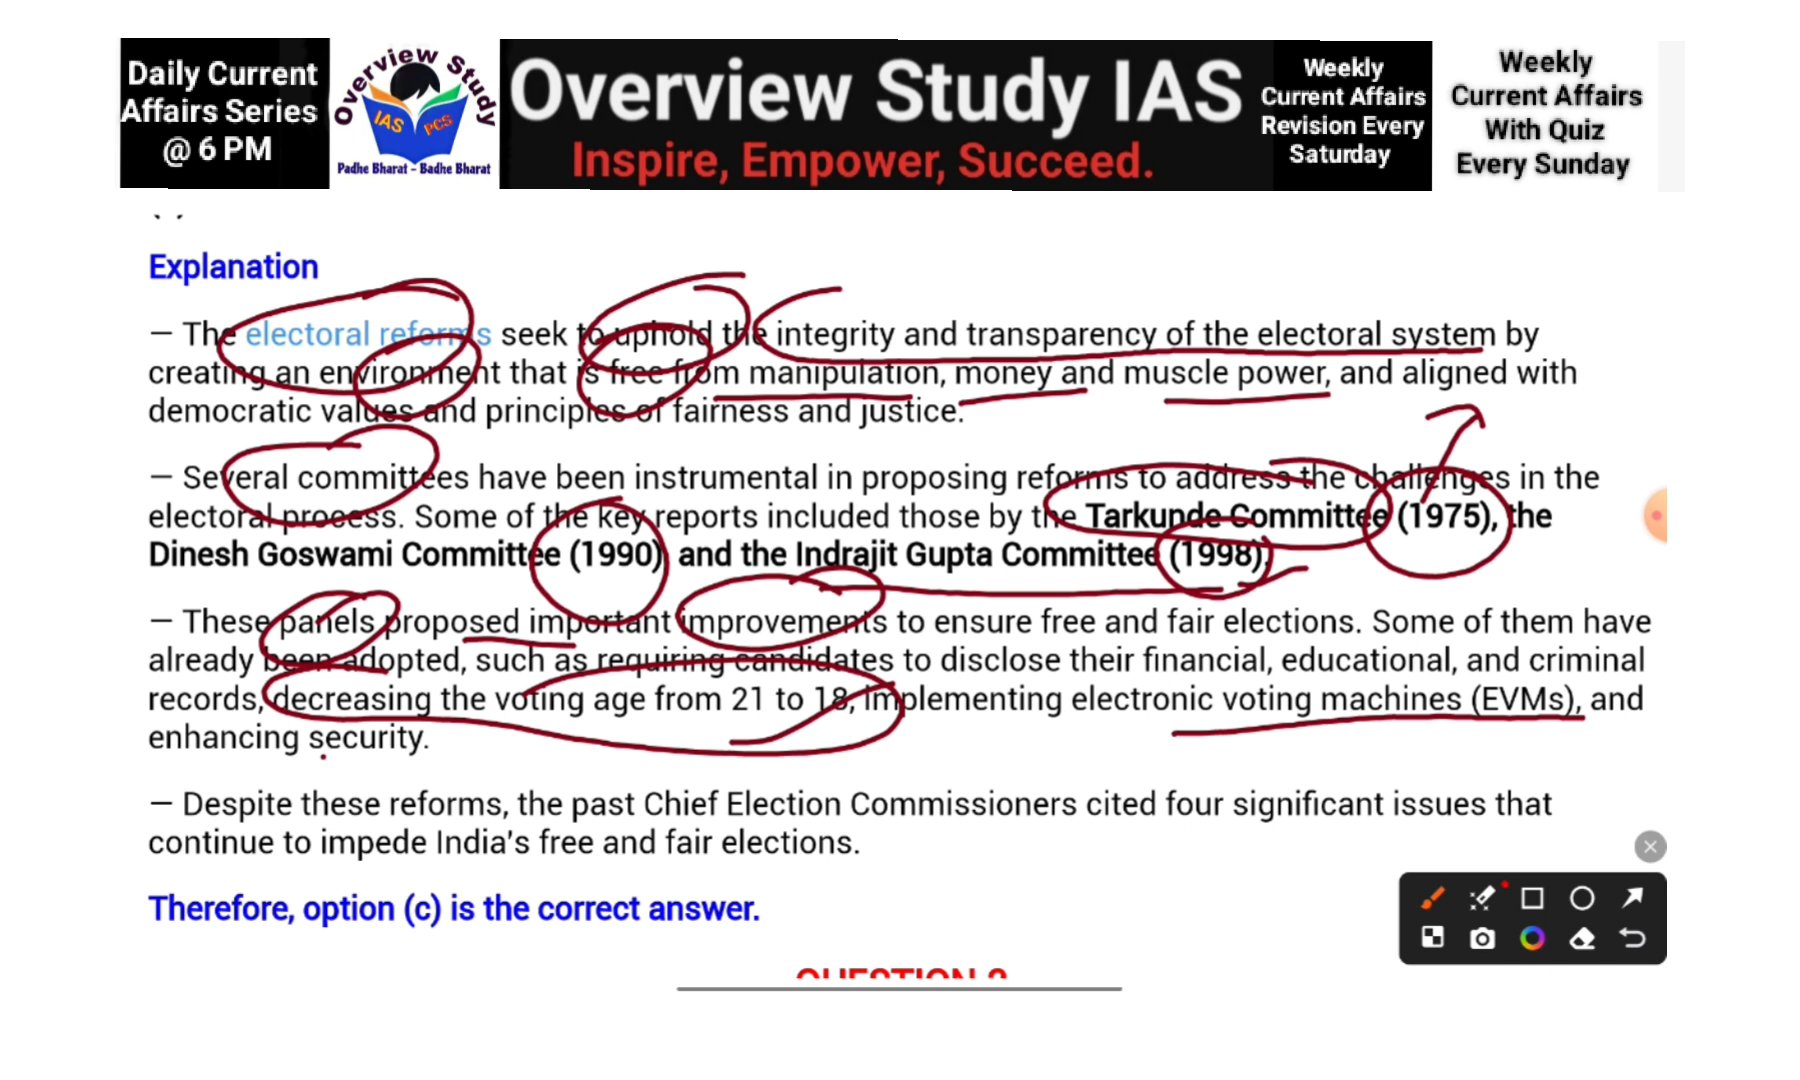 Daily Current
Affairs Series
@ 6 PM
Overview Study
IAS PCS
Padhe Bharat - Badhe Bharat
Overview Study IAS
Inspire, Empower, Succeed.
Weekly
Current Affairs
Revision Every
Saturday
Weekly
Current Affairs
With Quiz
Every Sunday
Explanation
— The electoral reforms seek to uphold the integrity and transparency of the electoral system by
creating an environment that is free from manipulation, money and muscle power, and aligned with
democratic values and principles of fairness and justice.
— Several committees have been instrumental in proposing reforms to address the challenges in the
electoral process. Some of the key reports included those by the Tarkunde Committee (1975), the
Dinesh Goswami Committee (1990) and the Indrajit Gupta Committee (1998).
— These panels proposed important improvements to ensure free and fair elections. Some of them have
already been adopted, such as requiring candidates to disclose their financial, educational, and criminal
records, decreasing the voting age from 21 to 18, implementing electronic voting machines (EVMs), and
enhancing security.
— Despite these reforms, the past Chief Election Commissioners cited four significant issues that
continue to impede India's free and fair elections.
Therefore, option (c) is the correct answer.